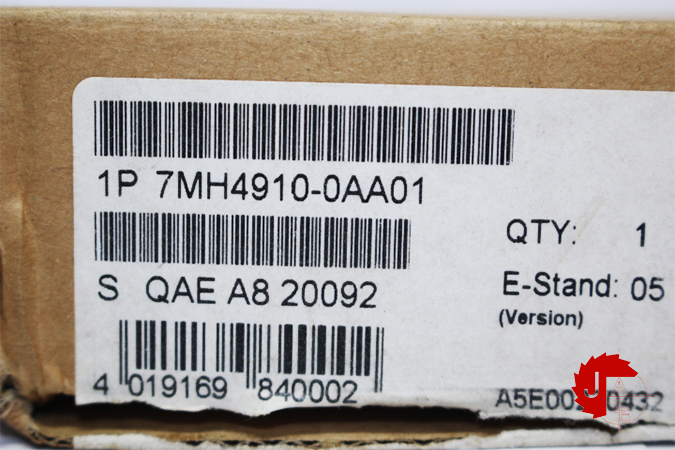 1P 7MH4910-0AA01
QTY: 1
S QAE A8 20092
E-Stand: 05
(Version)
4 019169 840002
J